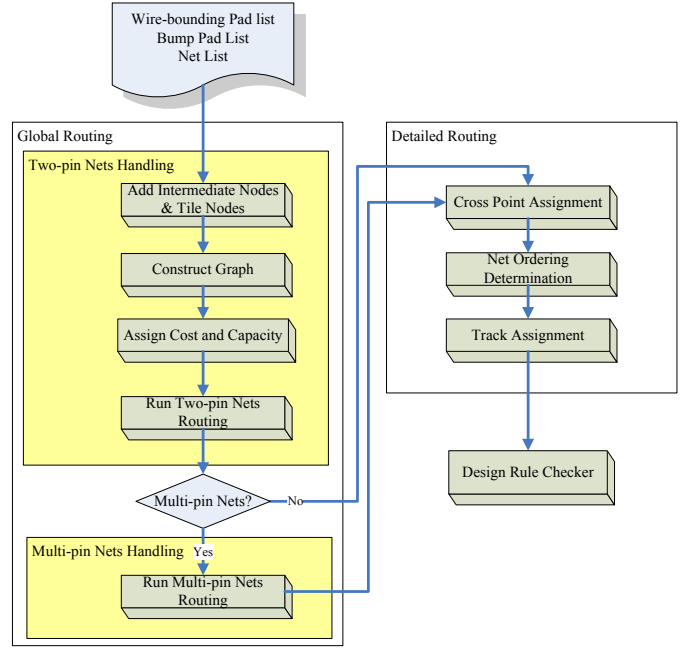 Wire-bounding Pad list
Bump Pad List
Net List
Global Routing
Two-pin Nets Handling
Add Intermediate Nodes
& Tile Nodes
Construct Graph
Assign Cost and Capacity
Run Two-pin Nets
Routing
Multi-pin Nets?
No
Yes
Multi-pin Nets Handling
Run Multi-pin Nets
Routing
Detailed Routing
Cross Point Assignment
Net Ordering
Determination
Track Assignment
Design Rule Checker